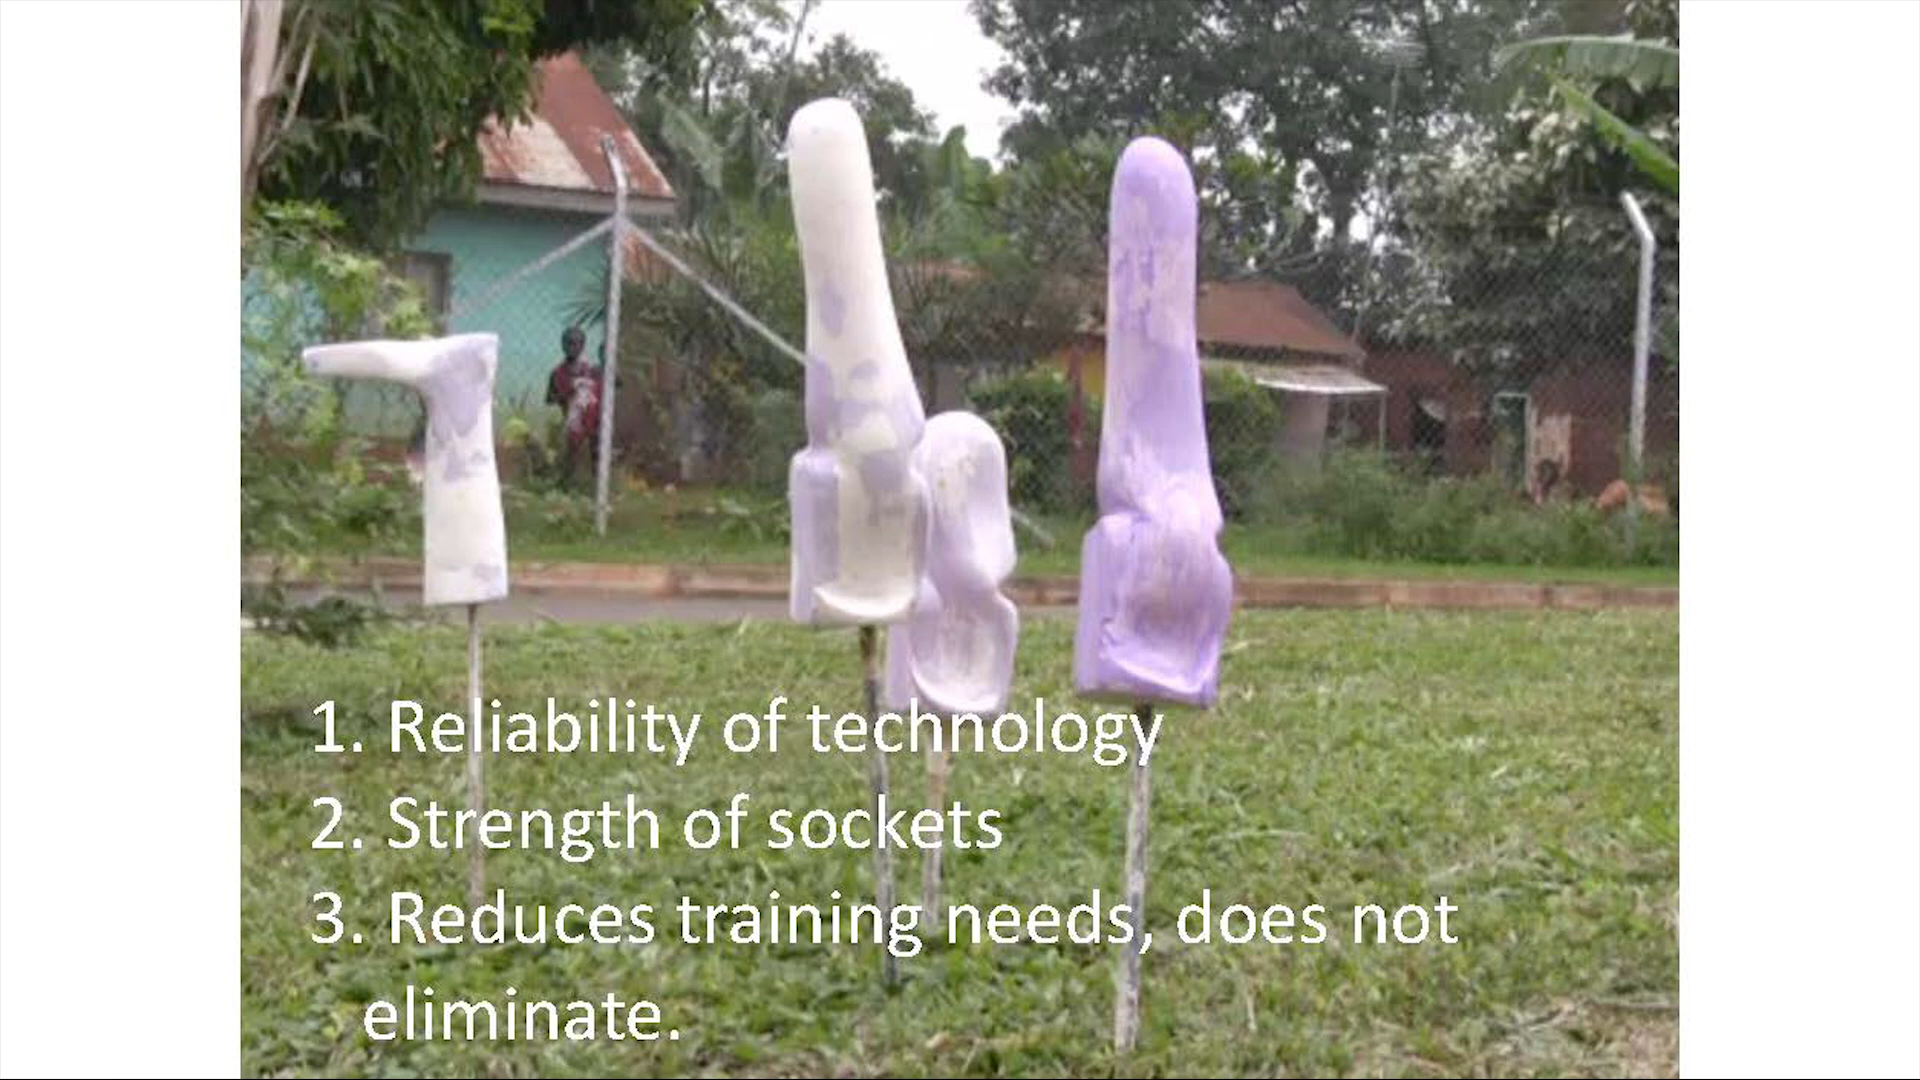 1. Reliability of technology
2. Strength of sockets
3. Reduces training needs, does not
eliminate.